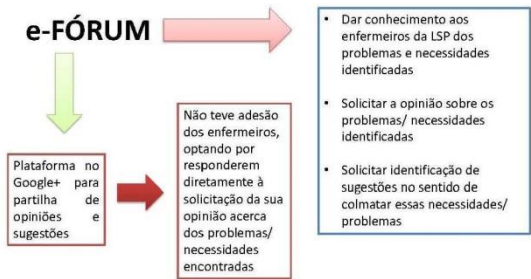 e-FÓRUM
• Dar conhecimento aos
enfermeiros da LSP dos
problemas e necessidades
identificadas
• Solicitar a opinião sobre os
problemas/ necessidades
identificadas
• Solicitar identificação de
sugestões no sentido de
colmatar essas necessidades/
problemas
Plataforma no
Google+ para
partilha de
opiniões e
sugestões
Não teve adesão
dos enfermeiros,
optando por
responderem
diretamente à
solicitação da sua
opinião acerca
dos problemas/
necessidades
encontradas